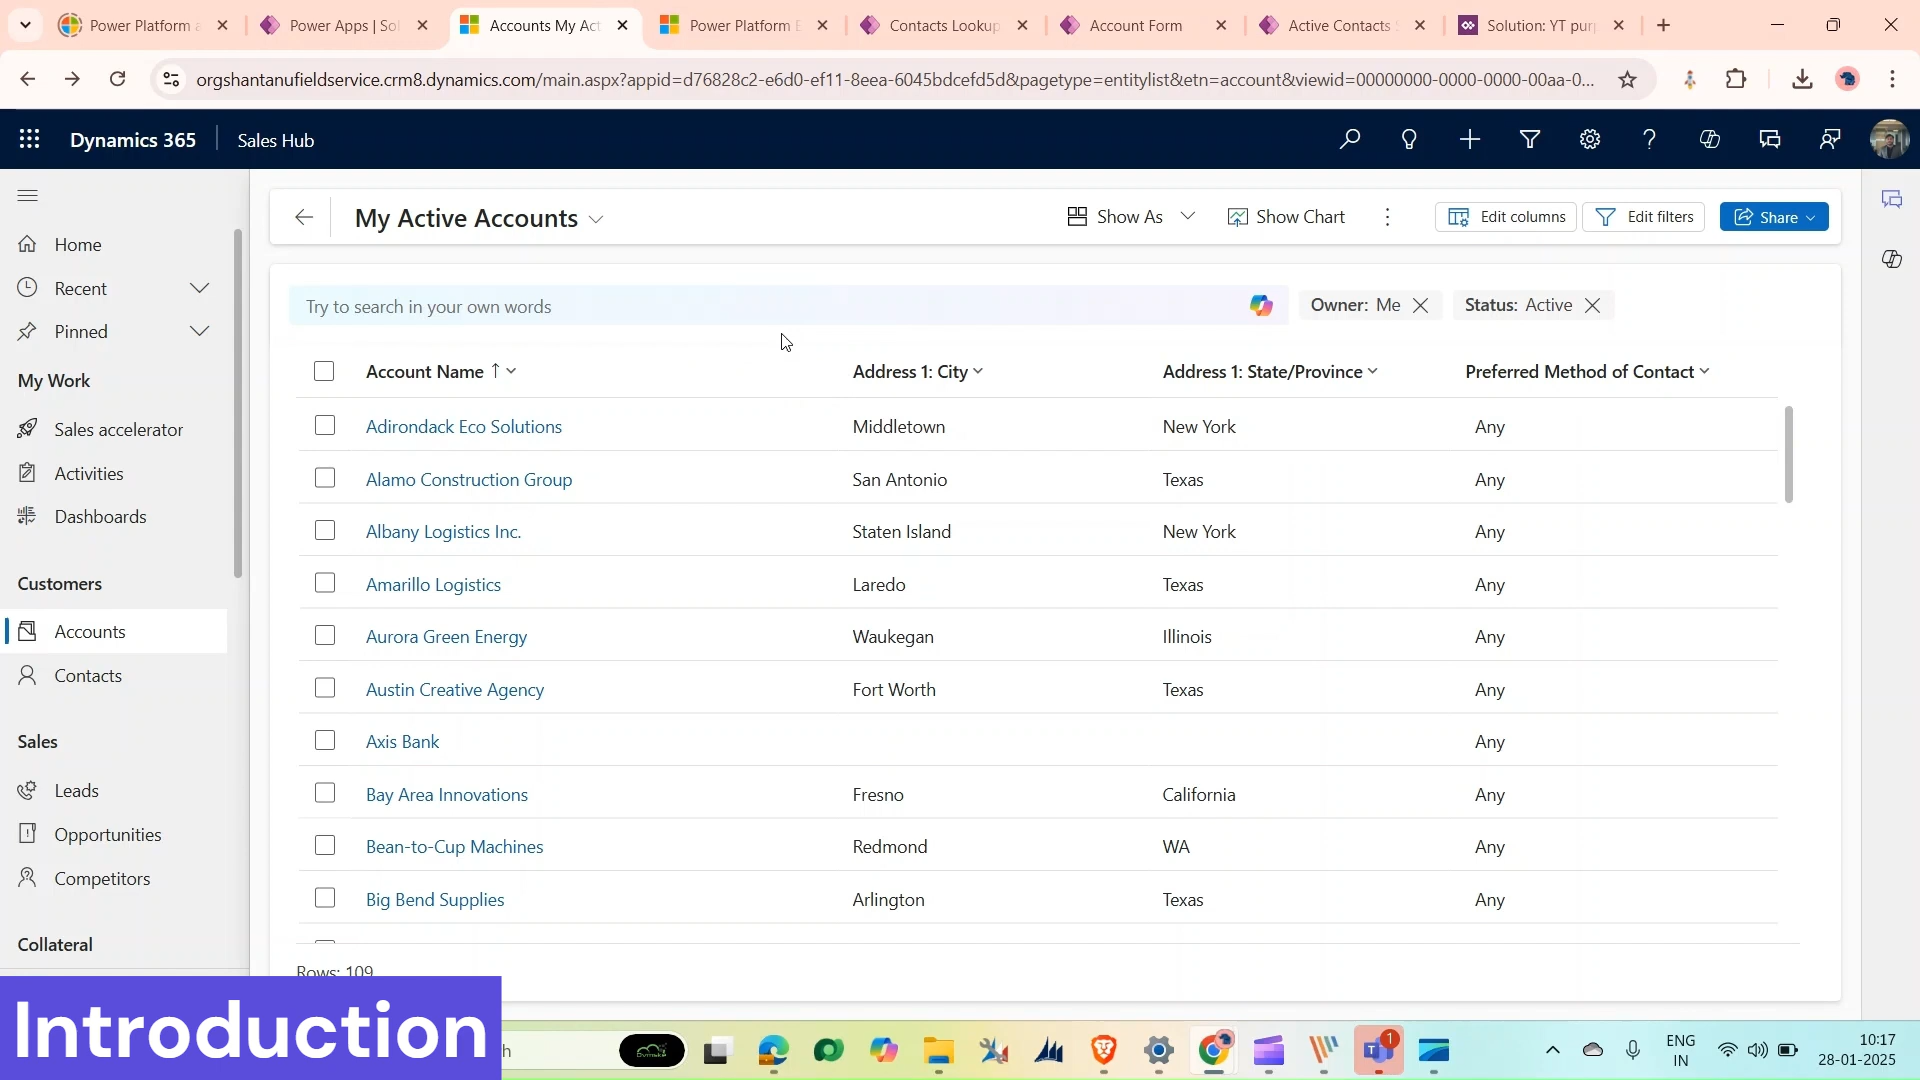 Power Platform a
Power Apps | Sol
Accounts My Act
Power Platform E
Contacts Lookup
Account Form
Active Contacts S
Solution: YT pur
orgshantanufieldservice.crm8.dynamics.com/main.aspx?appid=d76828c2-e6d0-ef11-8eea-6045bdcefd5d&pagetype=entitylist&etn=account&viewid=00000000-0000-0000-00aa-0...
Dynamics 365
Sales Hub
Home
Recent
Pinned
My Work
Sales accelerator
Activities
Dashboards
Customers
Accounts
Contacts
Sales
Leads
Opportunities
Competitors
Collateral
My Active Accounts
Show As
Show Chart
Edit columns
Edit filters
Share
Try to search in your own words
Owner: Me
Status: Active
Account Name
Address 1: City
Address 1: State/Province
Preferred Method of Contact
Adirondack Eco Solutions Middletown New York Any
Alamo Construction Group San Antonio Texas Any
Albany Logistics Inc. Staten Island New York Any
Amarillo Logistics Laredo Texas Any
Aurora Green Energy Waukegan Illinois Any
Austin Creative Agency Fort Worth Texas Any
Axis Bank Any
Bay Area Innovations Fresno California Any
Bean-to-Cup Machines Redmond WA Any
Big Bend Supplies Arlington Texas Any
Rows: 109
Introduction
h
1
ENG
IN
10:17
28-01-2025